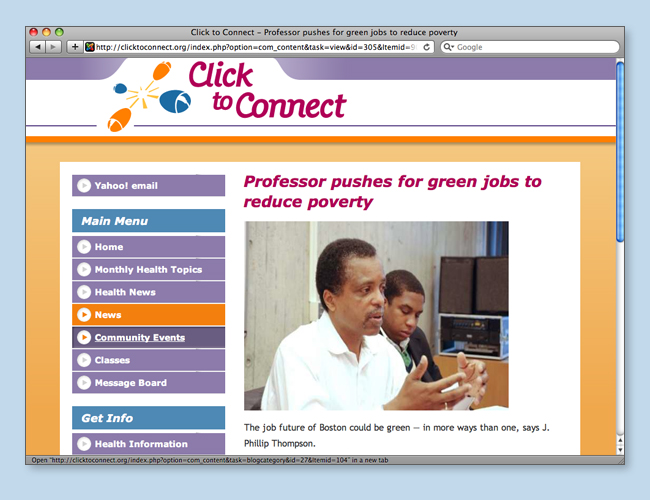 Click to Connect – Professor pushes for green jobs to reduce poverty
http://clicktoconnect.org/index.php?option=com_content&task=view&id=305&Itemid=9
Google
Click
to Connect
Yahoo! email
Main Menu
Home
Monthly Health Topics
Health News
News
Community Events
Classes
Message Board
Get Info
Health Information
Professor pushes for green jobs to
reduce poverty
The job future of Boston could be green — in more ways than one, says J.
Phillip Thompson.
Open "http://clicktoconnect.org/index.php?option=com_content&task=blogcategory&id=27&Itemid=104" in a new tab